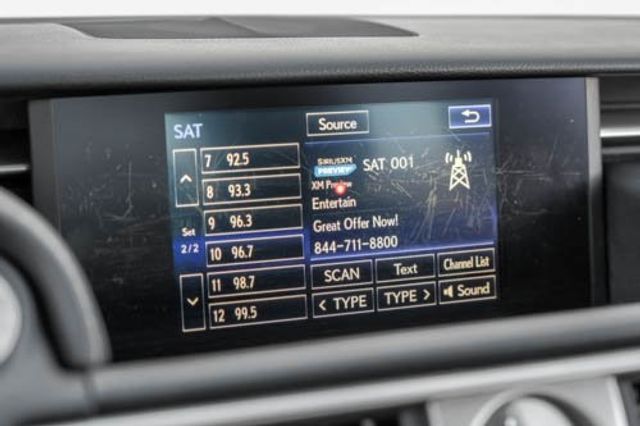 SAT
Source
7 92.5
8 93.3
9 96.3
10 96.7
11 98.7
12 99.5
Set
2/2
SIRIUSXM
PREVIEW
SAT 001
XM Preview
Entertain
Great Offer Now!
844-711-8800
SCAN
Text
Channel List
< TYPE
TYPE >
Sound